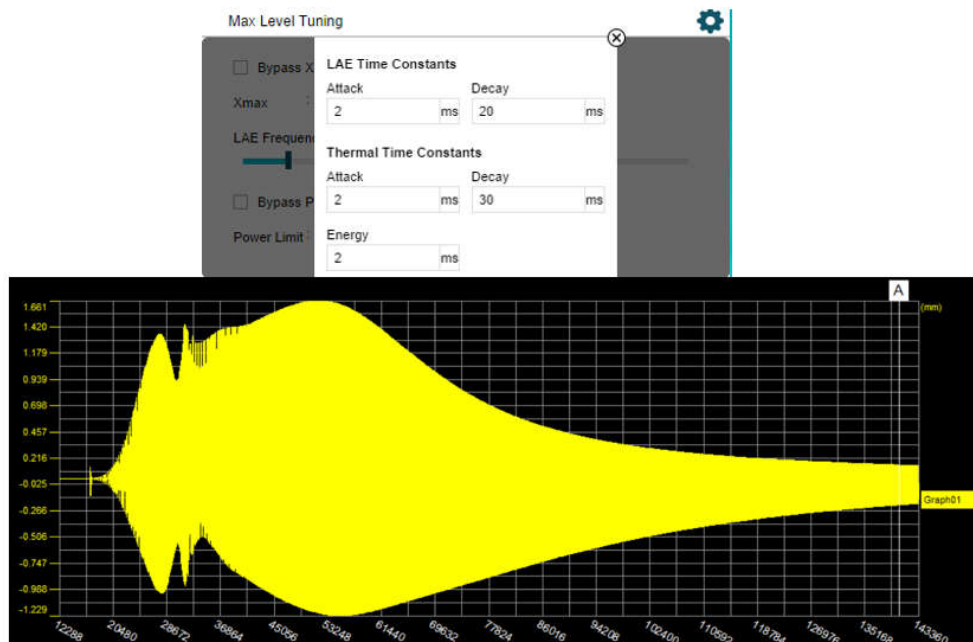 Max Level Tuning
Bypass X
Xmax :
LAE Frequen
Bypass P
Power Limit :
LAE Time Constants
Attack Decay
2 ms 20 ms
Thermal Time Constants
Attack Decay
2 ms 30 ms
Energy
2 ms
A
(mm)
1.661
1.420
1.179
0.939
0.698
0.457
0.216
-0.025
-0.266
-0.506
-0.747
-0.988
-1.229
Graph01
12288 20480 28672 36864 45056 53248 61440 69632 77824 86016 94208 102400 110592 118784 126976 135168 143360